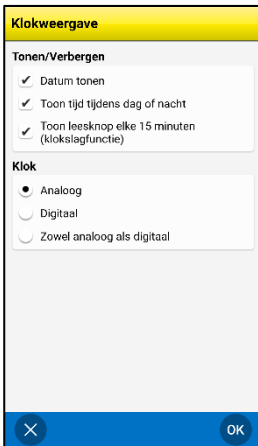 Klokweergave
Tonen/Verbergen
Datum tonen
Toon tijd tijdens dag of nacht
Toon leesknop elke 15 minuten
(klokslagfunctie)
Klok
Analoog
Digitaal
Zowel analoog als digitaal
OK